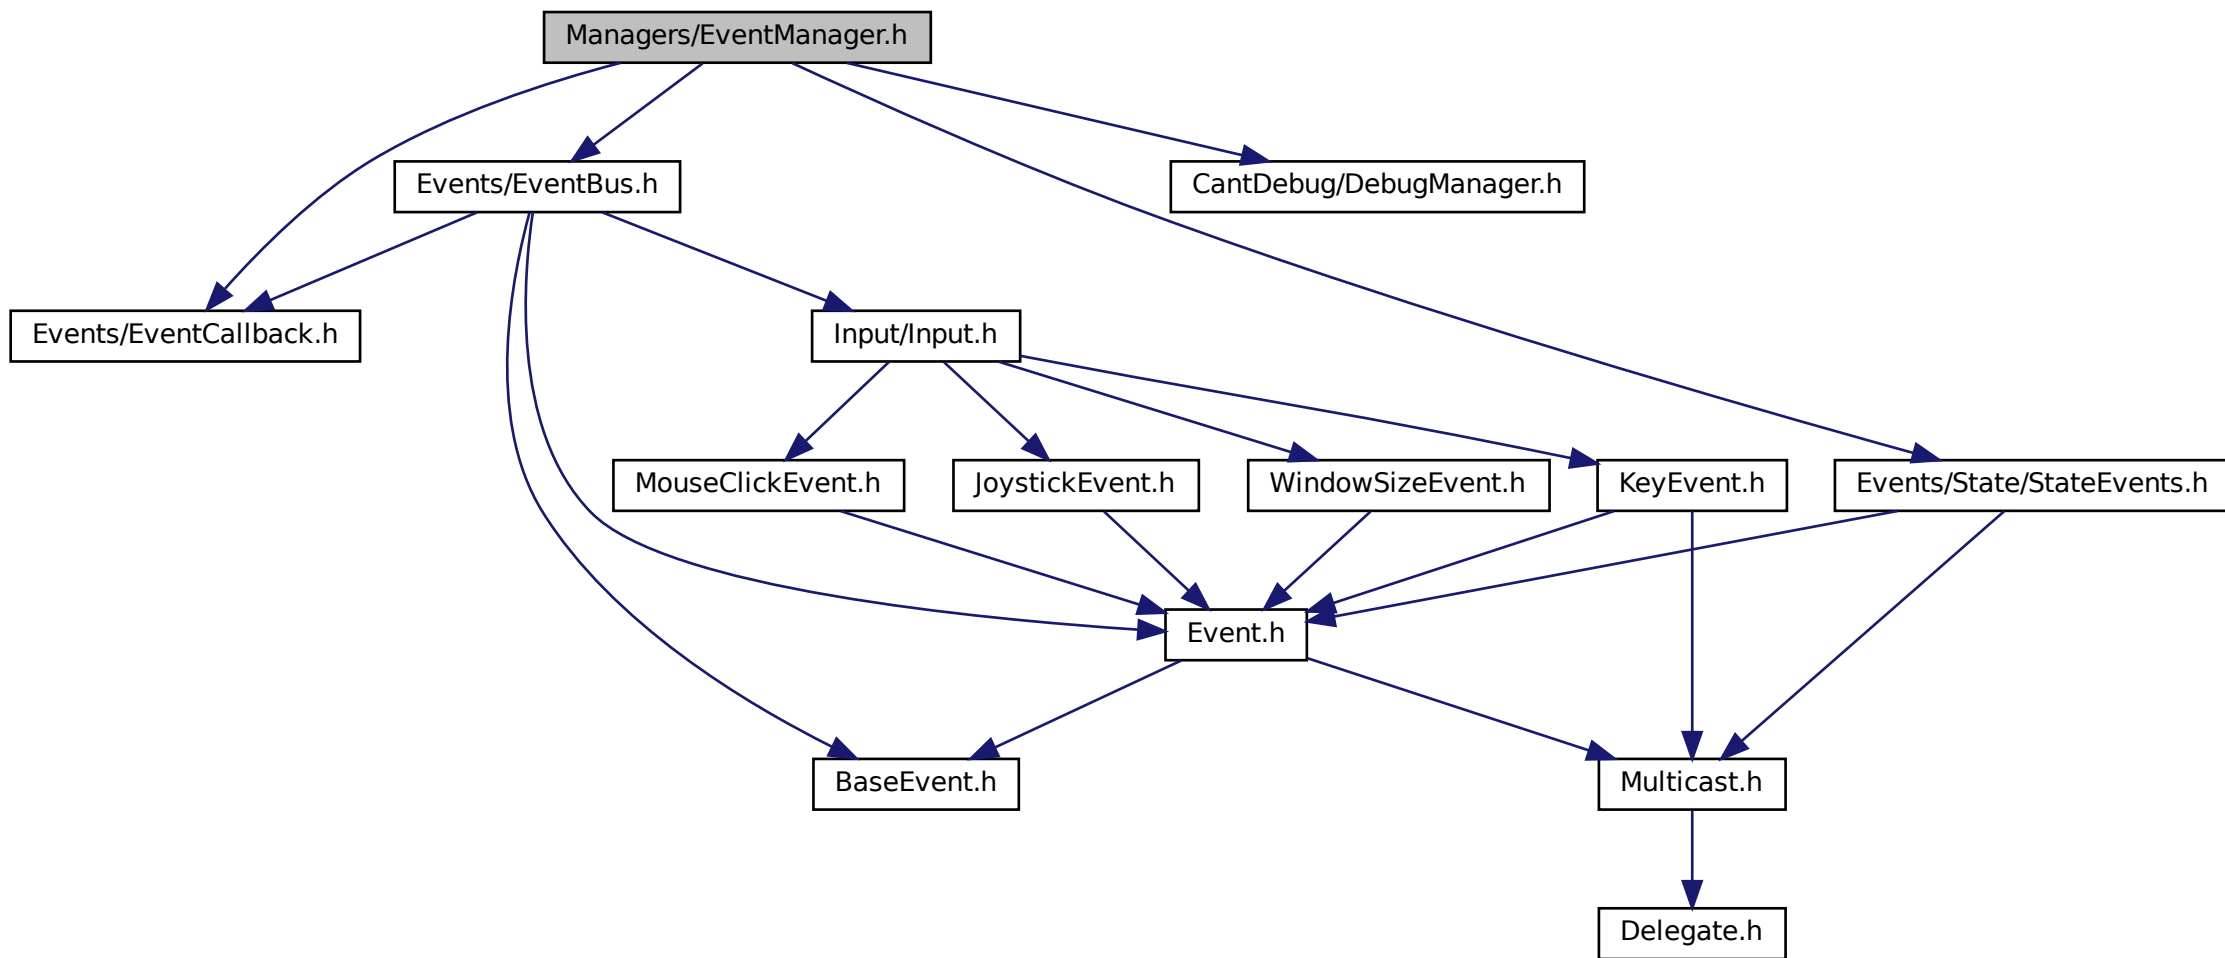 Managers/EventManager.h
Events/EventBus.h
CantDebug/DebugManager.h
Events/EventCallback.h
Input/Input.h
MouseClickEvent.h
JoystickEvent.h
WindowSizeEvent.h
KeyEvent.h
Events/State/StateEvents.h
Event.h
BaseEvent.h
Multicast.h
Delegate.h